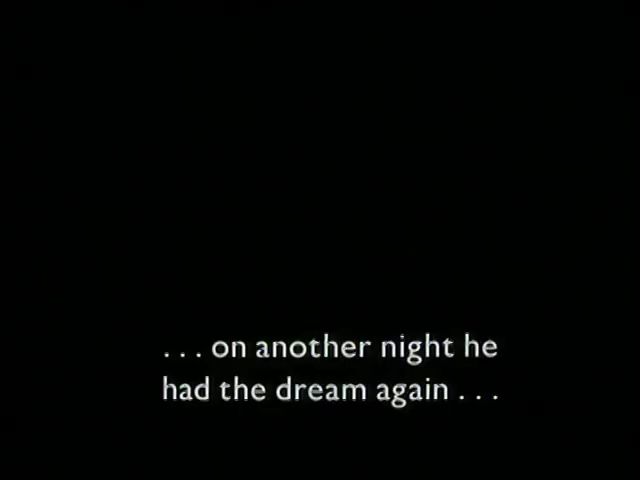 . . . on another night he
had the dream again . . .